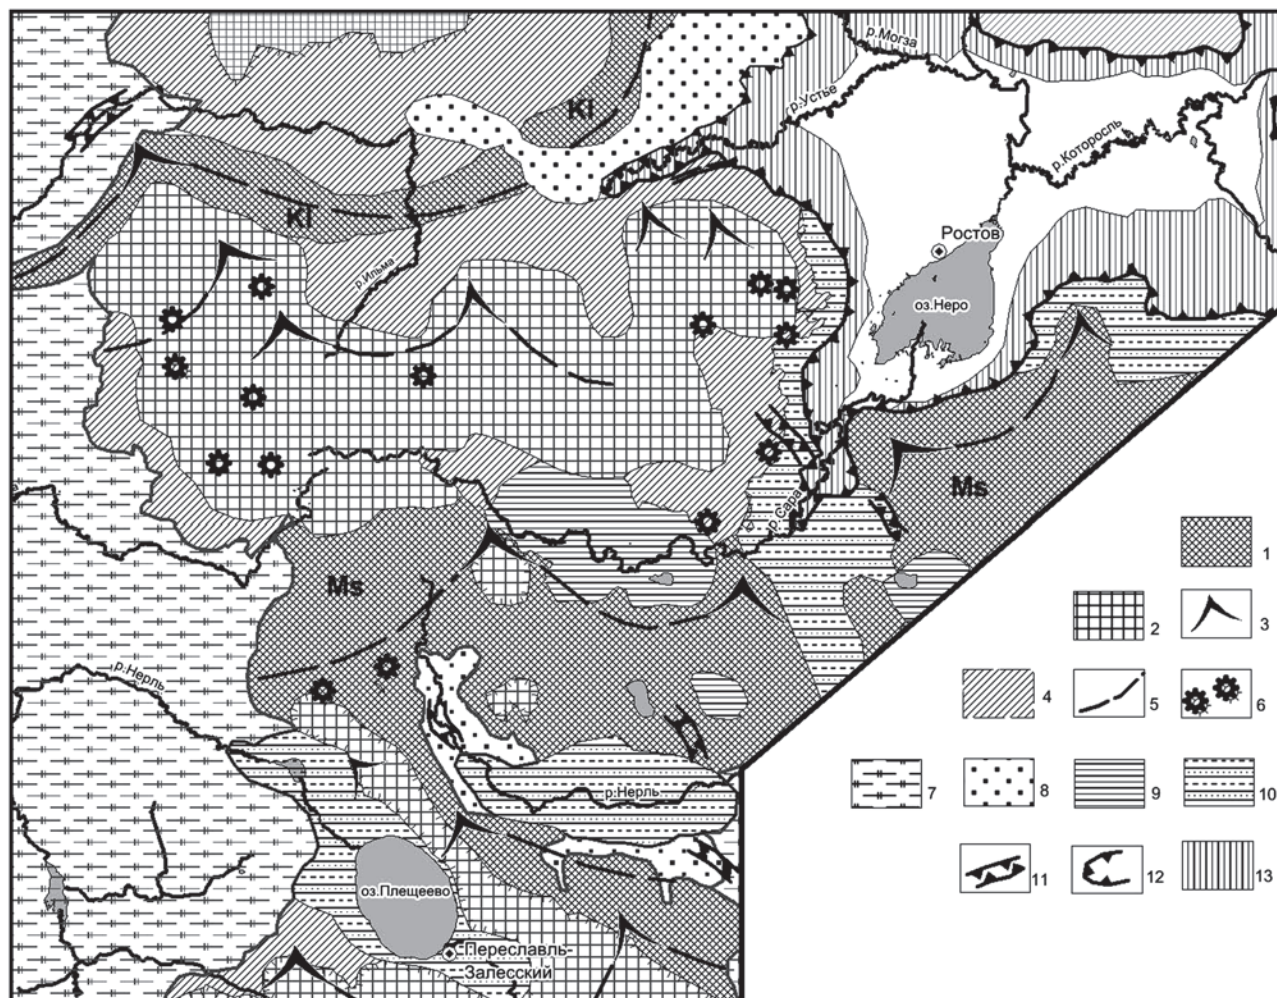 р.Могза
р.Устье
Kl
р.Которосль
Kl
Ростов
р.Ильма
оз.Неро
Ms
р.Сара
Ms
р.Нерль
р.Нерль
оз.Плещеево
Переславль-
Залесский
1
2
3
4
5
6
7
8
9
10
11
12
13